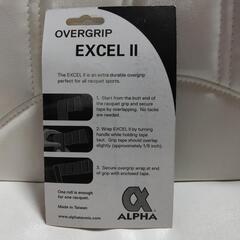 OVERGRIP
EXCEL II
The EXCEL II is an extra durable overgrip
perfect for all racquet sports.
1. Start from the butt end of
the racquet grip and secure
tape by overlapping. No tacks
are needed.
2. Wrap EXCEL II by turning
handle while holding tape
taut. Grip tape should overlap
slightly (approximately 1/8 inch).
3. Secure overgrip wrap at end
of grip with enclosed tape.
One roll is enough
for one racquet.
Made in Taiwan
www.alphatennis.com
ALPHA